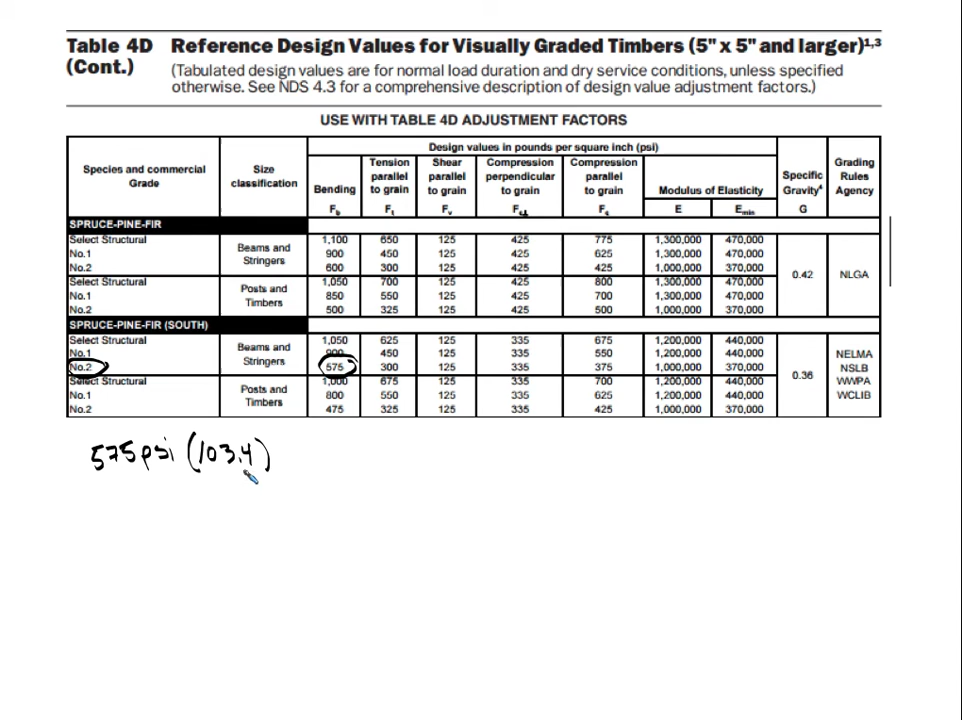 Table 4D Reference Design Values for Visually Graded Timbers (5" x 5" and larger)1,3
(Cont.) (Tabulated design values are for normal load duration and dry service conditions, unless specified
otherwise. See NDS 4.3 for a comprehensive description of design value adjustment factors.)
USE WITH TABLE 4D ADJUSTMENT FACTORS
Design values in pounds per square inch (psi)
Species and commercial Grade Size classification Bending Tension parallel to grain Shear parallel to grain Compression perpendicular to grain Compression parallel to grain Modulus of Elasticity Specific Gravity4 Grading Rules Agency
Fb Ft Fv Fc⊥ Fc E Emin G
SPRUCE-PINE-FIR
Select Structural Beams and Stringers 1,100 650 125 425 775 1,300,000 470,000 0.42 NLGA
No.1 900 450 125 425 625 1,300,000 470,000
No.2 600 300 125 425 425 1,000,000 370,000
Select Structural Posts and Timbers 1,050 700 125 425 800 1,300,000 470,000
No.1 850 550 125 425 700 1,300,000 470,000
No.2 500 325 125 425 500 1,000,000 370,000
SPRUCE-PINE-FIR (SOUTH)
Select Structural Beams and Stringers 1,050 625 125 335 675 1,200,000 440,000 0.36 NELMA NSLB WWPA WCLIB
No.1 900 450 125 335 550 1,200,000 440,000
No.2 575 300 125 335 375 1,000,000 370,000
Select Structural Posts and Timbers 1,000 675 125 335 700 1,200,000 440,000
No.1 800 550 125 335 625 1,200,000 440,000
No.2 475 325 125 335 425 1,000,000 370,000
575psi (103.4)